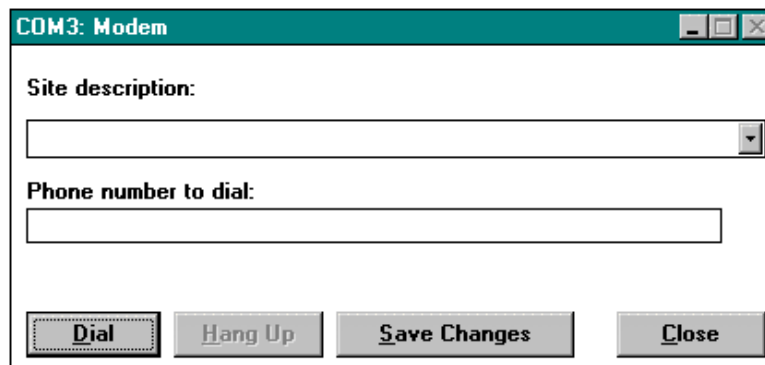 COM3: Modem
Site description:
Phone number to dial:
Dial Hang Up Save Changes Close